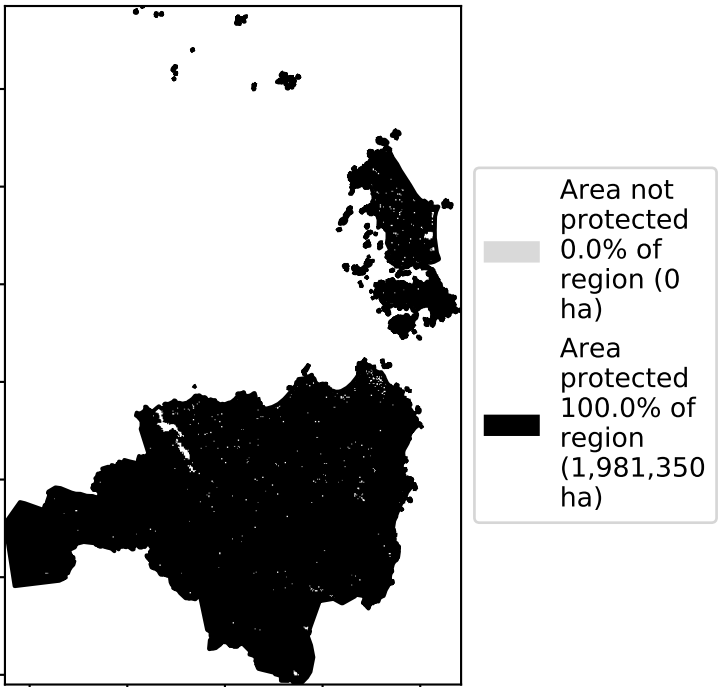 Area not
protected
0.0% of
region (0
ha)
Area
protected
100.0% of
region
(1,981,350
ha)